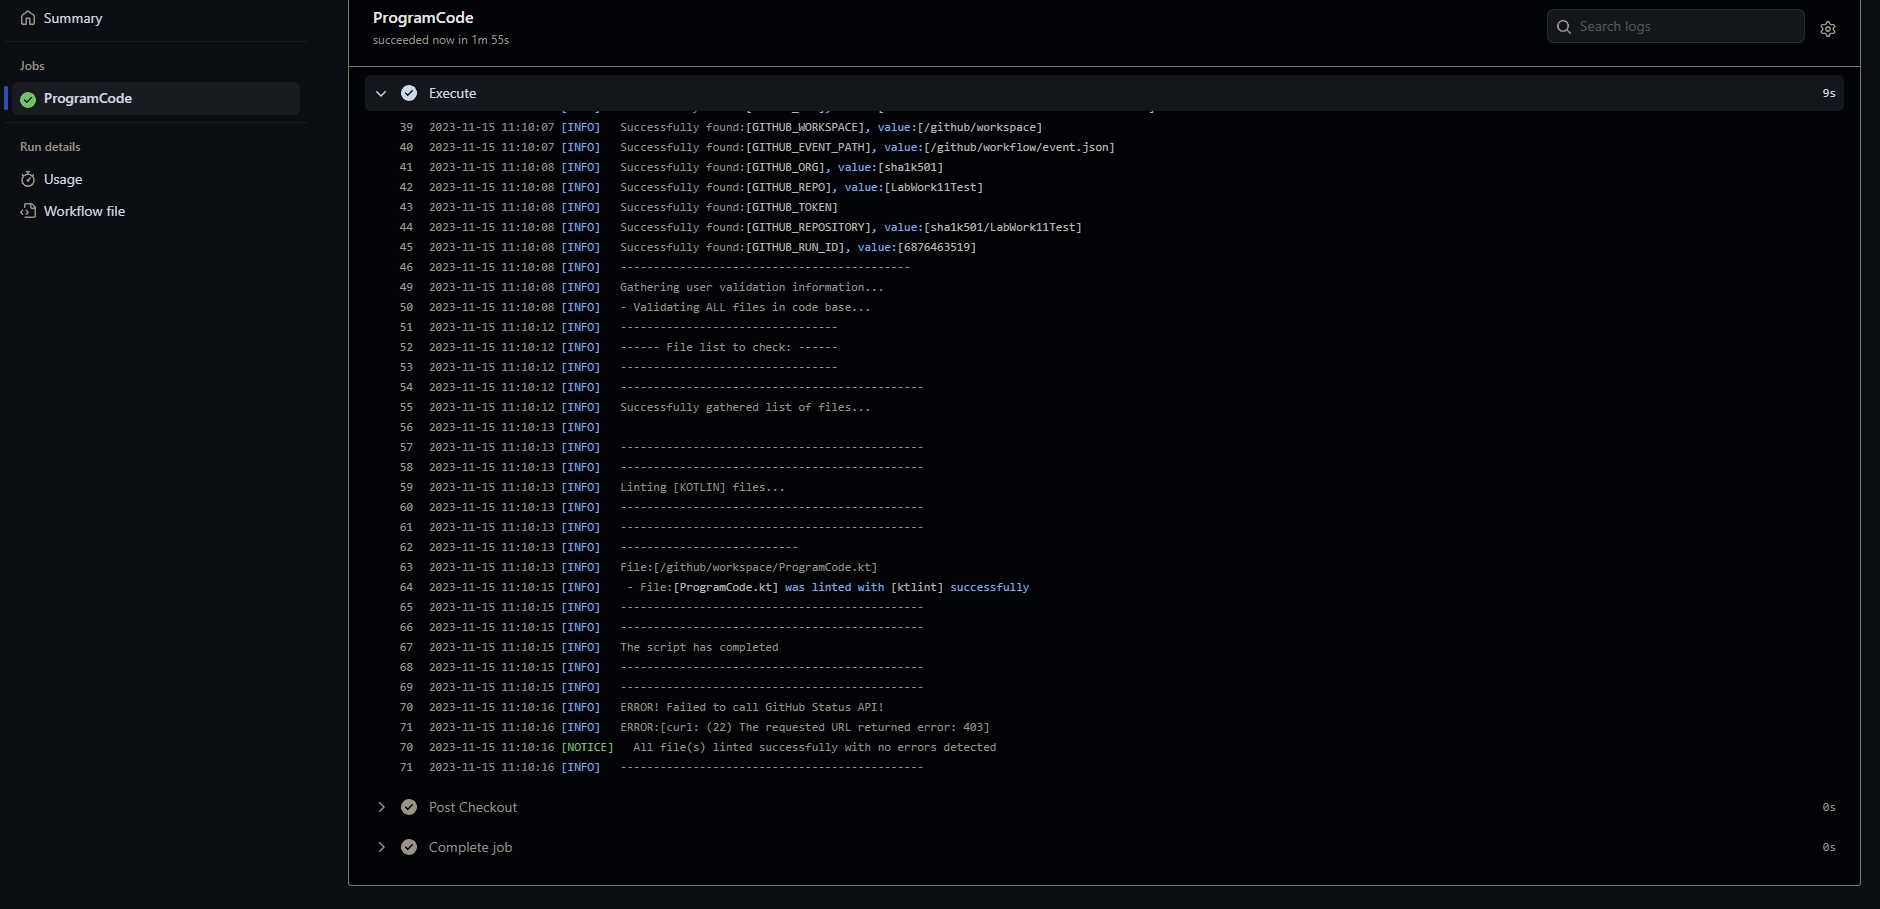 Summary
Jobs
ProgramCode
Run details
Usage
Workflow file
ProgramCode
succeeded now in 1m 55s
Search logs
Execute 9s
39 2023-11-15 11:10:07 [INFO] Successfully found:[GITHUB_WORKSPACE], value:[/github/workspace]
40 2023-11-15 11:10:07 [INFO] Successfully found:[GITHUB_EVENT_PATH], value:[/github/workflow/event.json]
41 2023-11-15 11:10:08 [INFO] Successfully found:[GITHUB_ORG], value:[sha1k501]
42 2023-11-15 11:10:08 [INFO] Successfully found:[GITHUB_REPO], value:[LabWork11Test]
43 2023-11-15 11:10:08 [INFO] Successfully found:[GITHUB_TOKEN]
44 2023-11-15 11:10:08 [INFO] Successfully found:[GITHUB_REPOSITORY], value:[sha1k501/LabWork11Test]
45 2023-11-15 11:10:08 [INFO] Successfully found:[GITHUB_RUN_ID], value:[6876463519]
46 2023-11-15 11:10:08 [INFO] --------------------------------------------
49 2023-11-15 11:10:08 [INFO] Gathering user validation information...
50 2023-11-15 11:10:08 [INFO] - Validating ALL files in code base...
51 2023-11-15 11:10:12 [INFO] ---------------------------------
52 2023-11-15 11:10:12 [INFO] ------ File list to check: ------
53 2023-11-15 11:10:12 [INFO] ---------------------------------
54 2023-11-15 11:10:12 [INFO] ----------------------------------------------
55 2023-11-15 11:10:12 [INFO] Successfully gathered list of files...
56 2023-11-15 11:10:13 [INFO]
57 2023-11-15 11:10:13 [INFO] ----------------------------------------------
58 2023-11-15 11:10:13 [INFO] ----------------------------------------------
59 2023-11-15 11:10:13 [INFO] Linting [KOTLIN] files...
60 2023-11-15 11:10:13 [INFO] ----------------------------------------------
61 2023-11-15 11:10:13 [INFO] ----------------------------------------------
62 2023-11-15 11:10:13 [INFO] ---------------------------
63 2023-11-15 11:10:13 [INFO] File:[/github/workspace/ProgramCode.kt]
64 2023-11-15 11:10:15 [INFO] - File:[ProgramCode.kt] was linted with [ktlint] successfully
65 2023-11-15 11:10:15 [INFO] ----------------------------------------------
66 2023-11-15 11:10:15 [INFO] ----------------------------------------------
67 2023-11-15 11:10:15 [INFO] The script has completed
68 2023-11-15 11:10:15 [INFO] ----------------------------------------------
69 2023-11-15 11:10:15 [INFO] ----------------------------------------------
70 2023-11-15 11:10:16 [INFO] ERROR! Failed to call GitHub Status API!
71 2023-11-15 11:10:16 [INFO] ERROR:[curl: (22) The requested URL returned error: 403]
70 2023-11-15 11:10:16 [NOTICE] All file(s) linted successfully with no errors detected
71 2023-11-15 11:10:16 [INFO] ----------------------------------------------
Post Checkout 0s
Complete job 0s